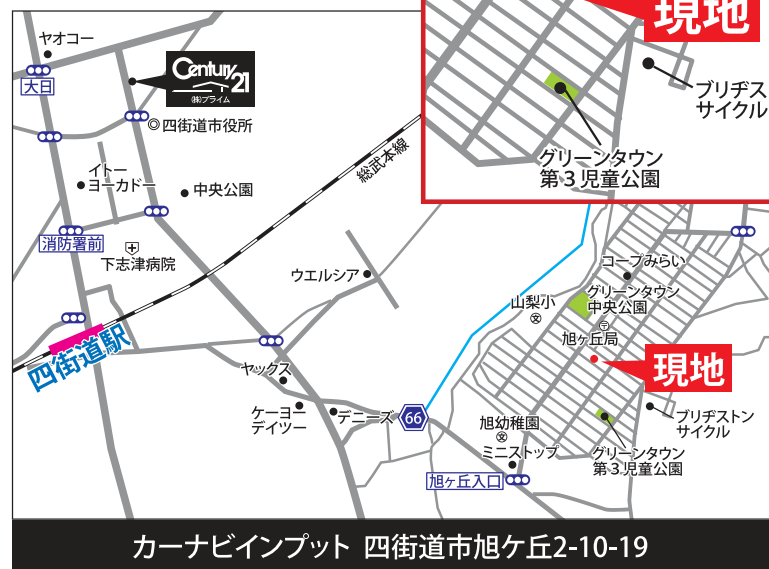 現地
ブリヂス
サイクル
グリーンタウン
第3児童公園
ヤオコー
大日
Century 21
(株)プライム
四街道市役所
イトー
ヨーカドー
中央公園
総武本線
消防署前
下志津病院
ウエルシア
コープみらい
グリーンタウン
中央公園
山梨小
旭ヶ丘局
四街道駅
現地
ヤックス
ケーヨー
デイツー
デニーズ
66
旭幼稚園
ミニストップ
ブリヂストン
サイクル
グリーンタウン
第3児童公園
旭ヶ丘入口
カーナビインプット 四街道市旭ケ丘2-10-19